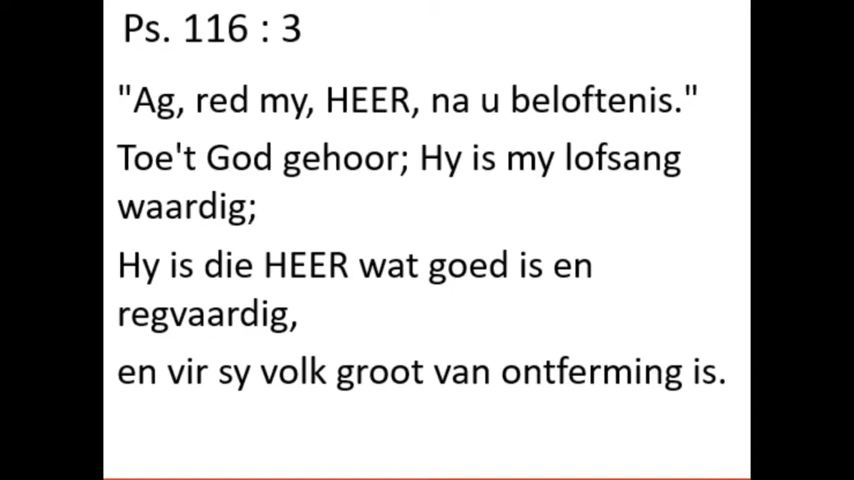 Ps. 116 : 3
"Ag, red my, HEER, na u beloftenis."
Toe't God gehoor; Hy is my lofsang
waardig;
Hy is die HEER wat goed is en
regvaardig,
en vir sy volk groot van ontferming is.